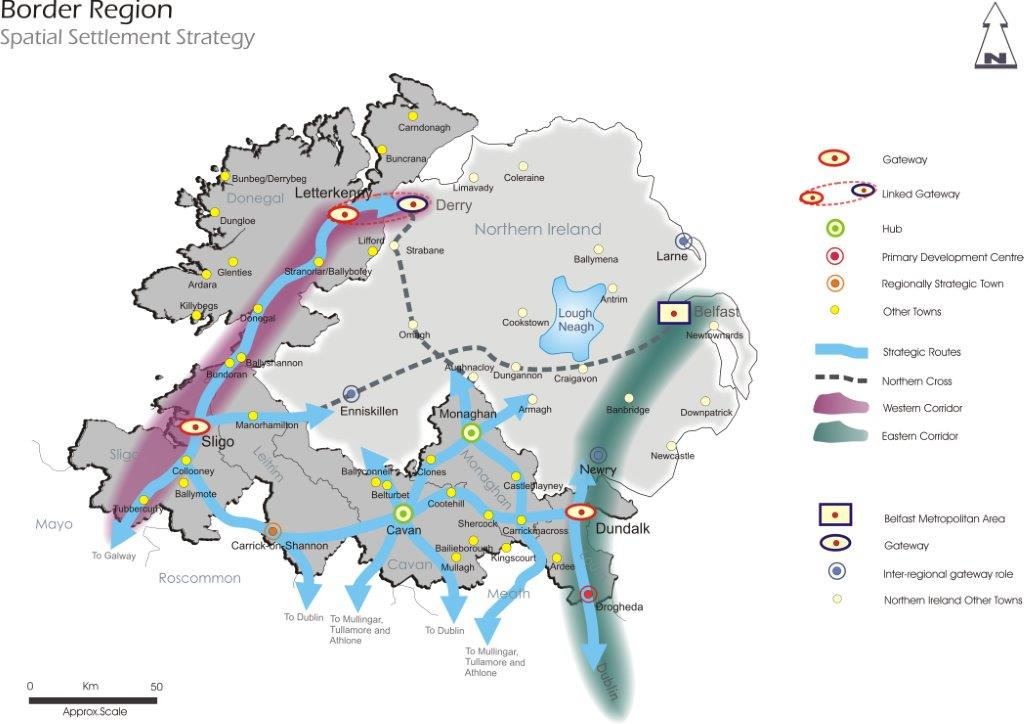 Border Region
Spatial Settlement Strategy
N
Carndonagh
Buncrana
Bunbeg/Derrybeg
Donegal
Letterkenny
Derry
Limavady
Coleraine
Dungloe
Lifford
Strabane
Northern Ireland
Larne
Glenties
Ardara
Stranorlar/Ballybofey
Ballymena
Killybegs
Donegal
Antrim
Belfast
Lough
Neagh
Cookstown
Newtownards
Omagh
Ballyshannon
Bundoran
Aughnacloy
Dungannon
Craigavon
Enniskillen
Manorhamilton
Monaghan
Armagh
Banbridge
Downpatrick
Sligo
Sligo
Leitrim
Newcastle
Newry
Collooney
Ballymote
Ballyconnell
Clones
Monaghan
Belturbet
Castleblayney
Tubbercurry
Cootehill
Shercock
Carrickmacross
Dundalk
Mayo
To Galway
Carrick-on-Shannon
Cavan
Bailieborough
Kingscourt
Mullagh
Ardee
Louth
Cavan
Roscommon
Meath
Drogheda
To Dublin
To Mullingar,
Tullamore and
Athlone
To Dublin
To Mullingar,
Tullamore and
Athlone
Dublin
Gateway
Linked Gateway
Hub
Primary Development Centre
Regionally Strategic Town
Other Towns
Strategic Routes
Northern Cross
Western Corridor
Eastern Corridor
Belfast Metropolitan Area
Gateway
Inter-regional gateway role
Northern Ireland Other Towns
0 Km 50
Approx.Scale